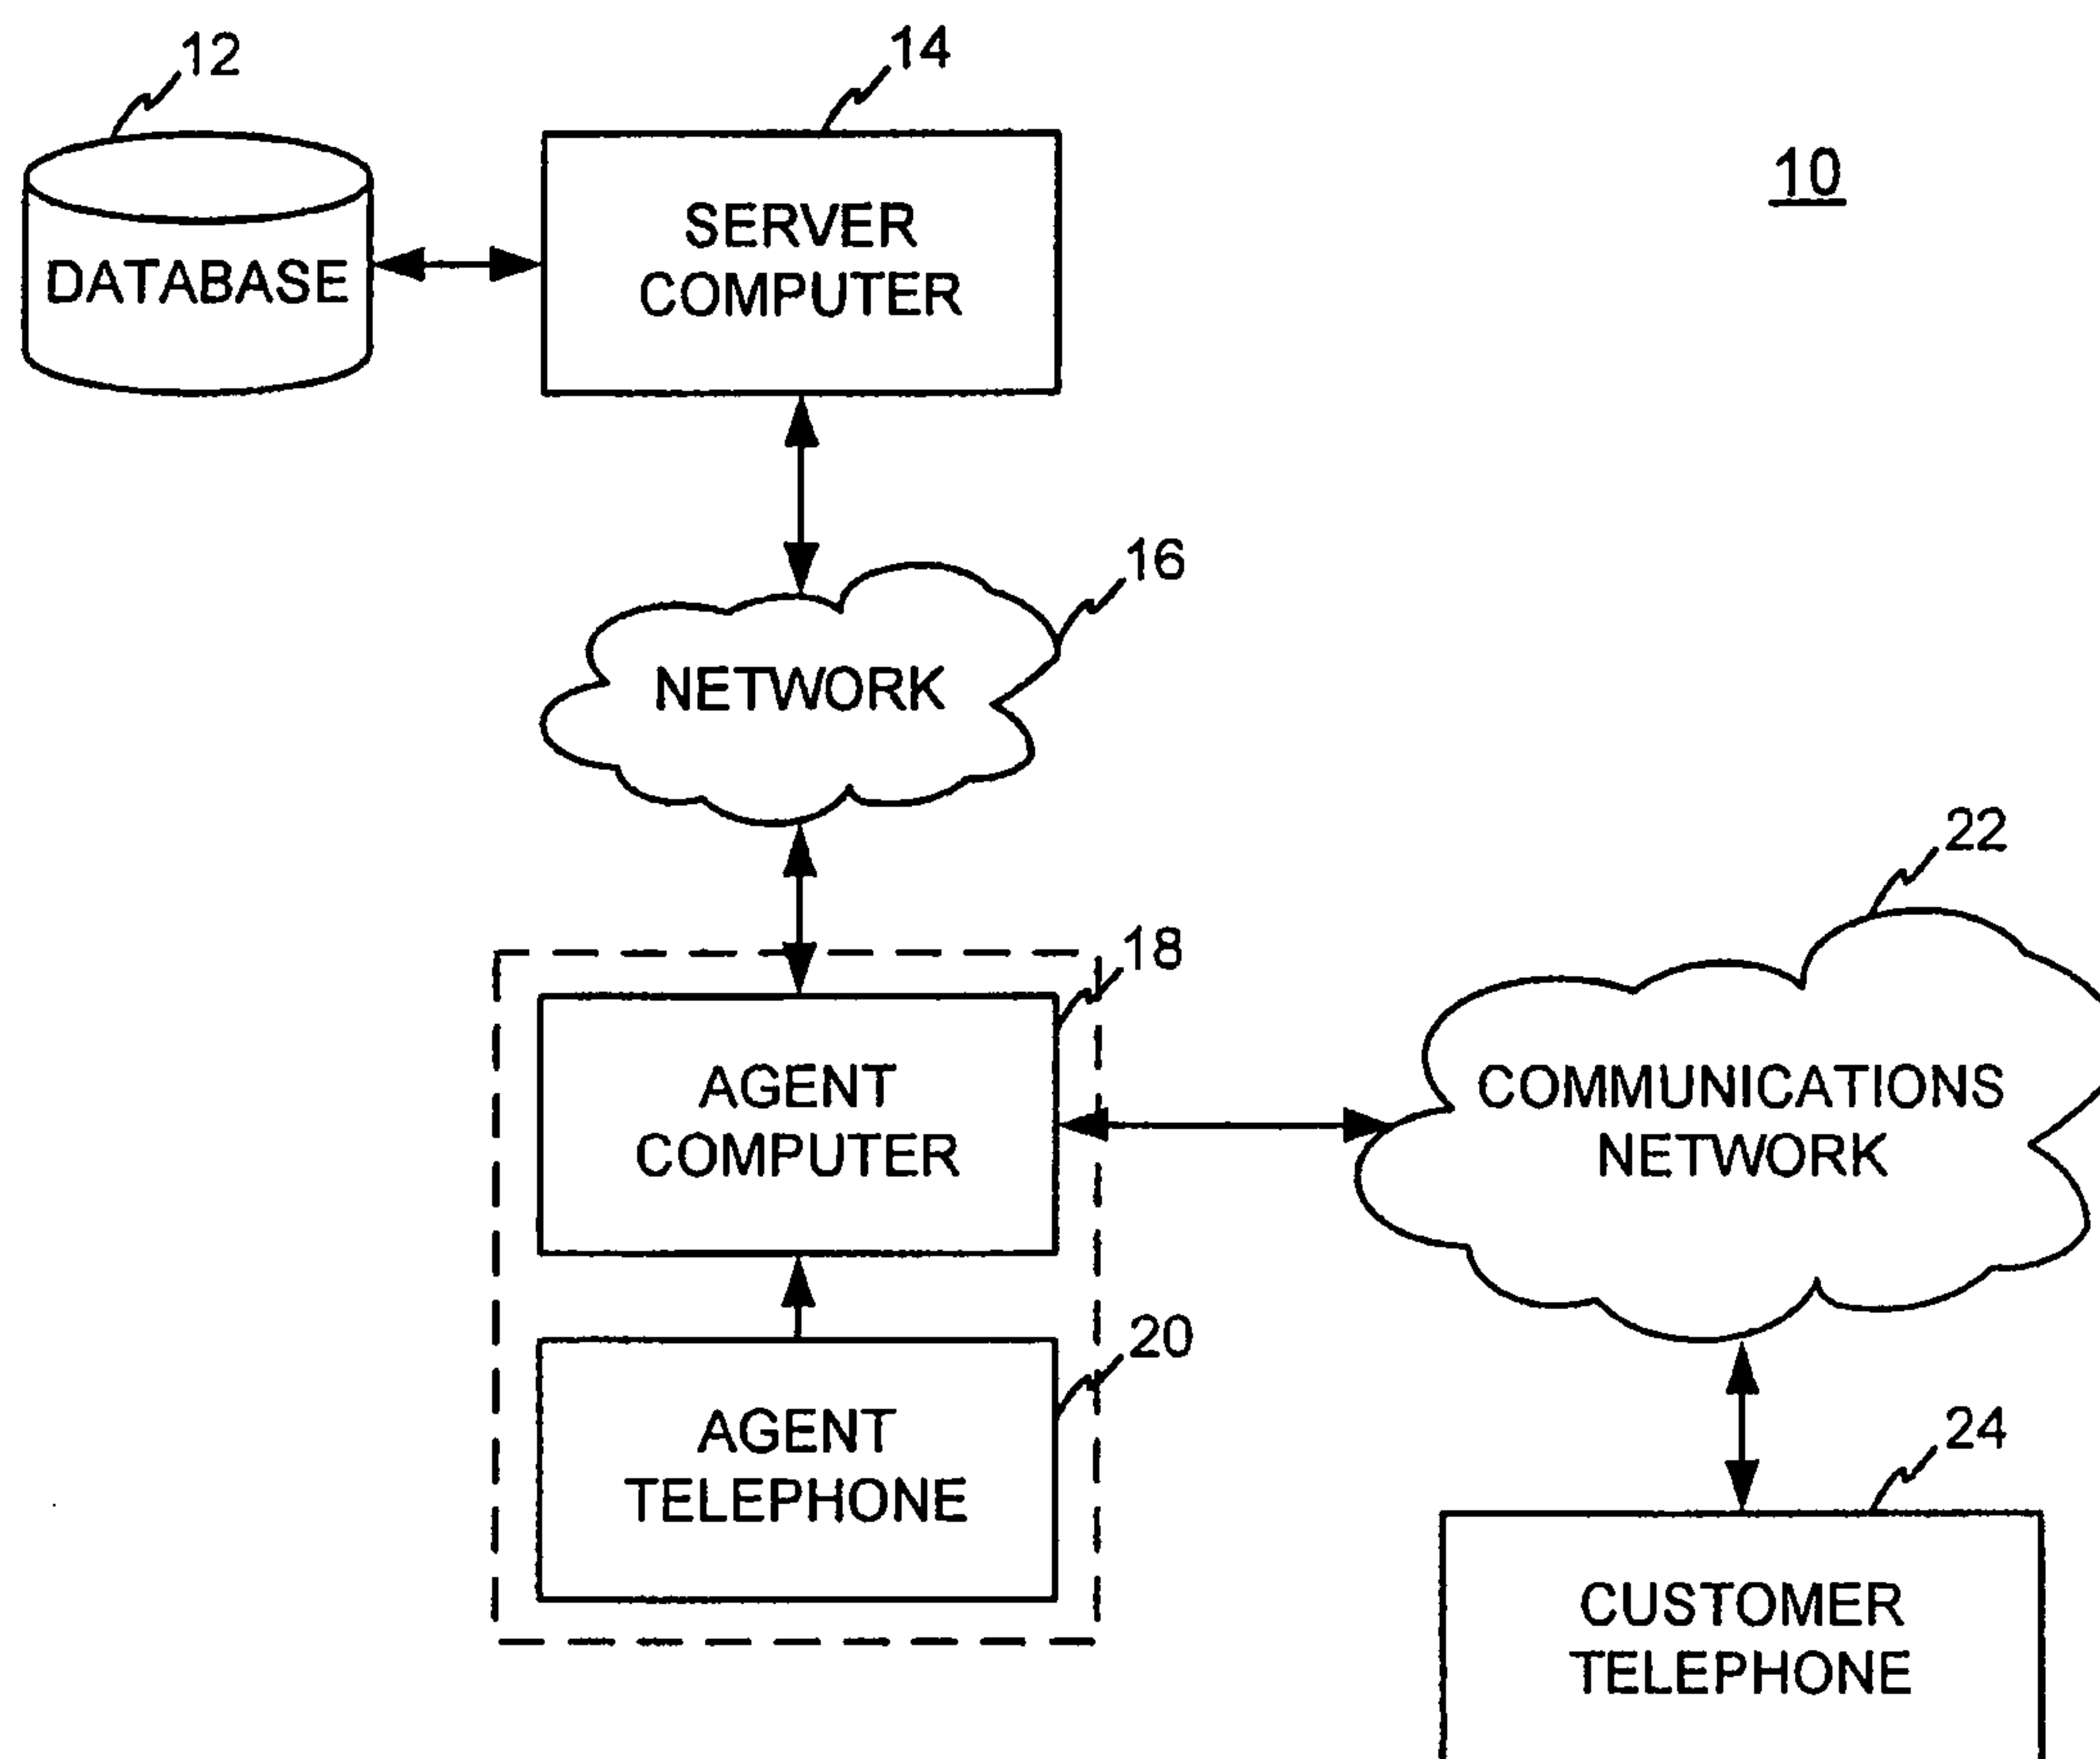 12
14
10
SERVER
COMPUTER
DATABASE
16
NETWORK
22
18
AGENT
COMPUTER
COMMUNICATIONS
NETWORK
20
AGENT
TELEPHONE
24
CUSTOMER
TELEPHONE